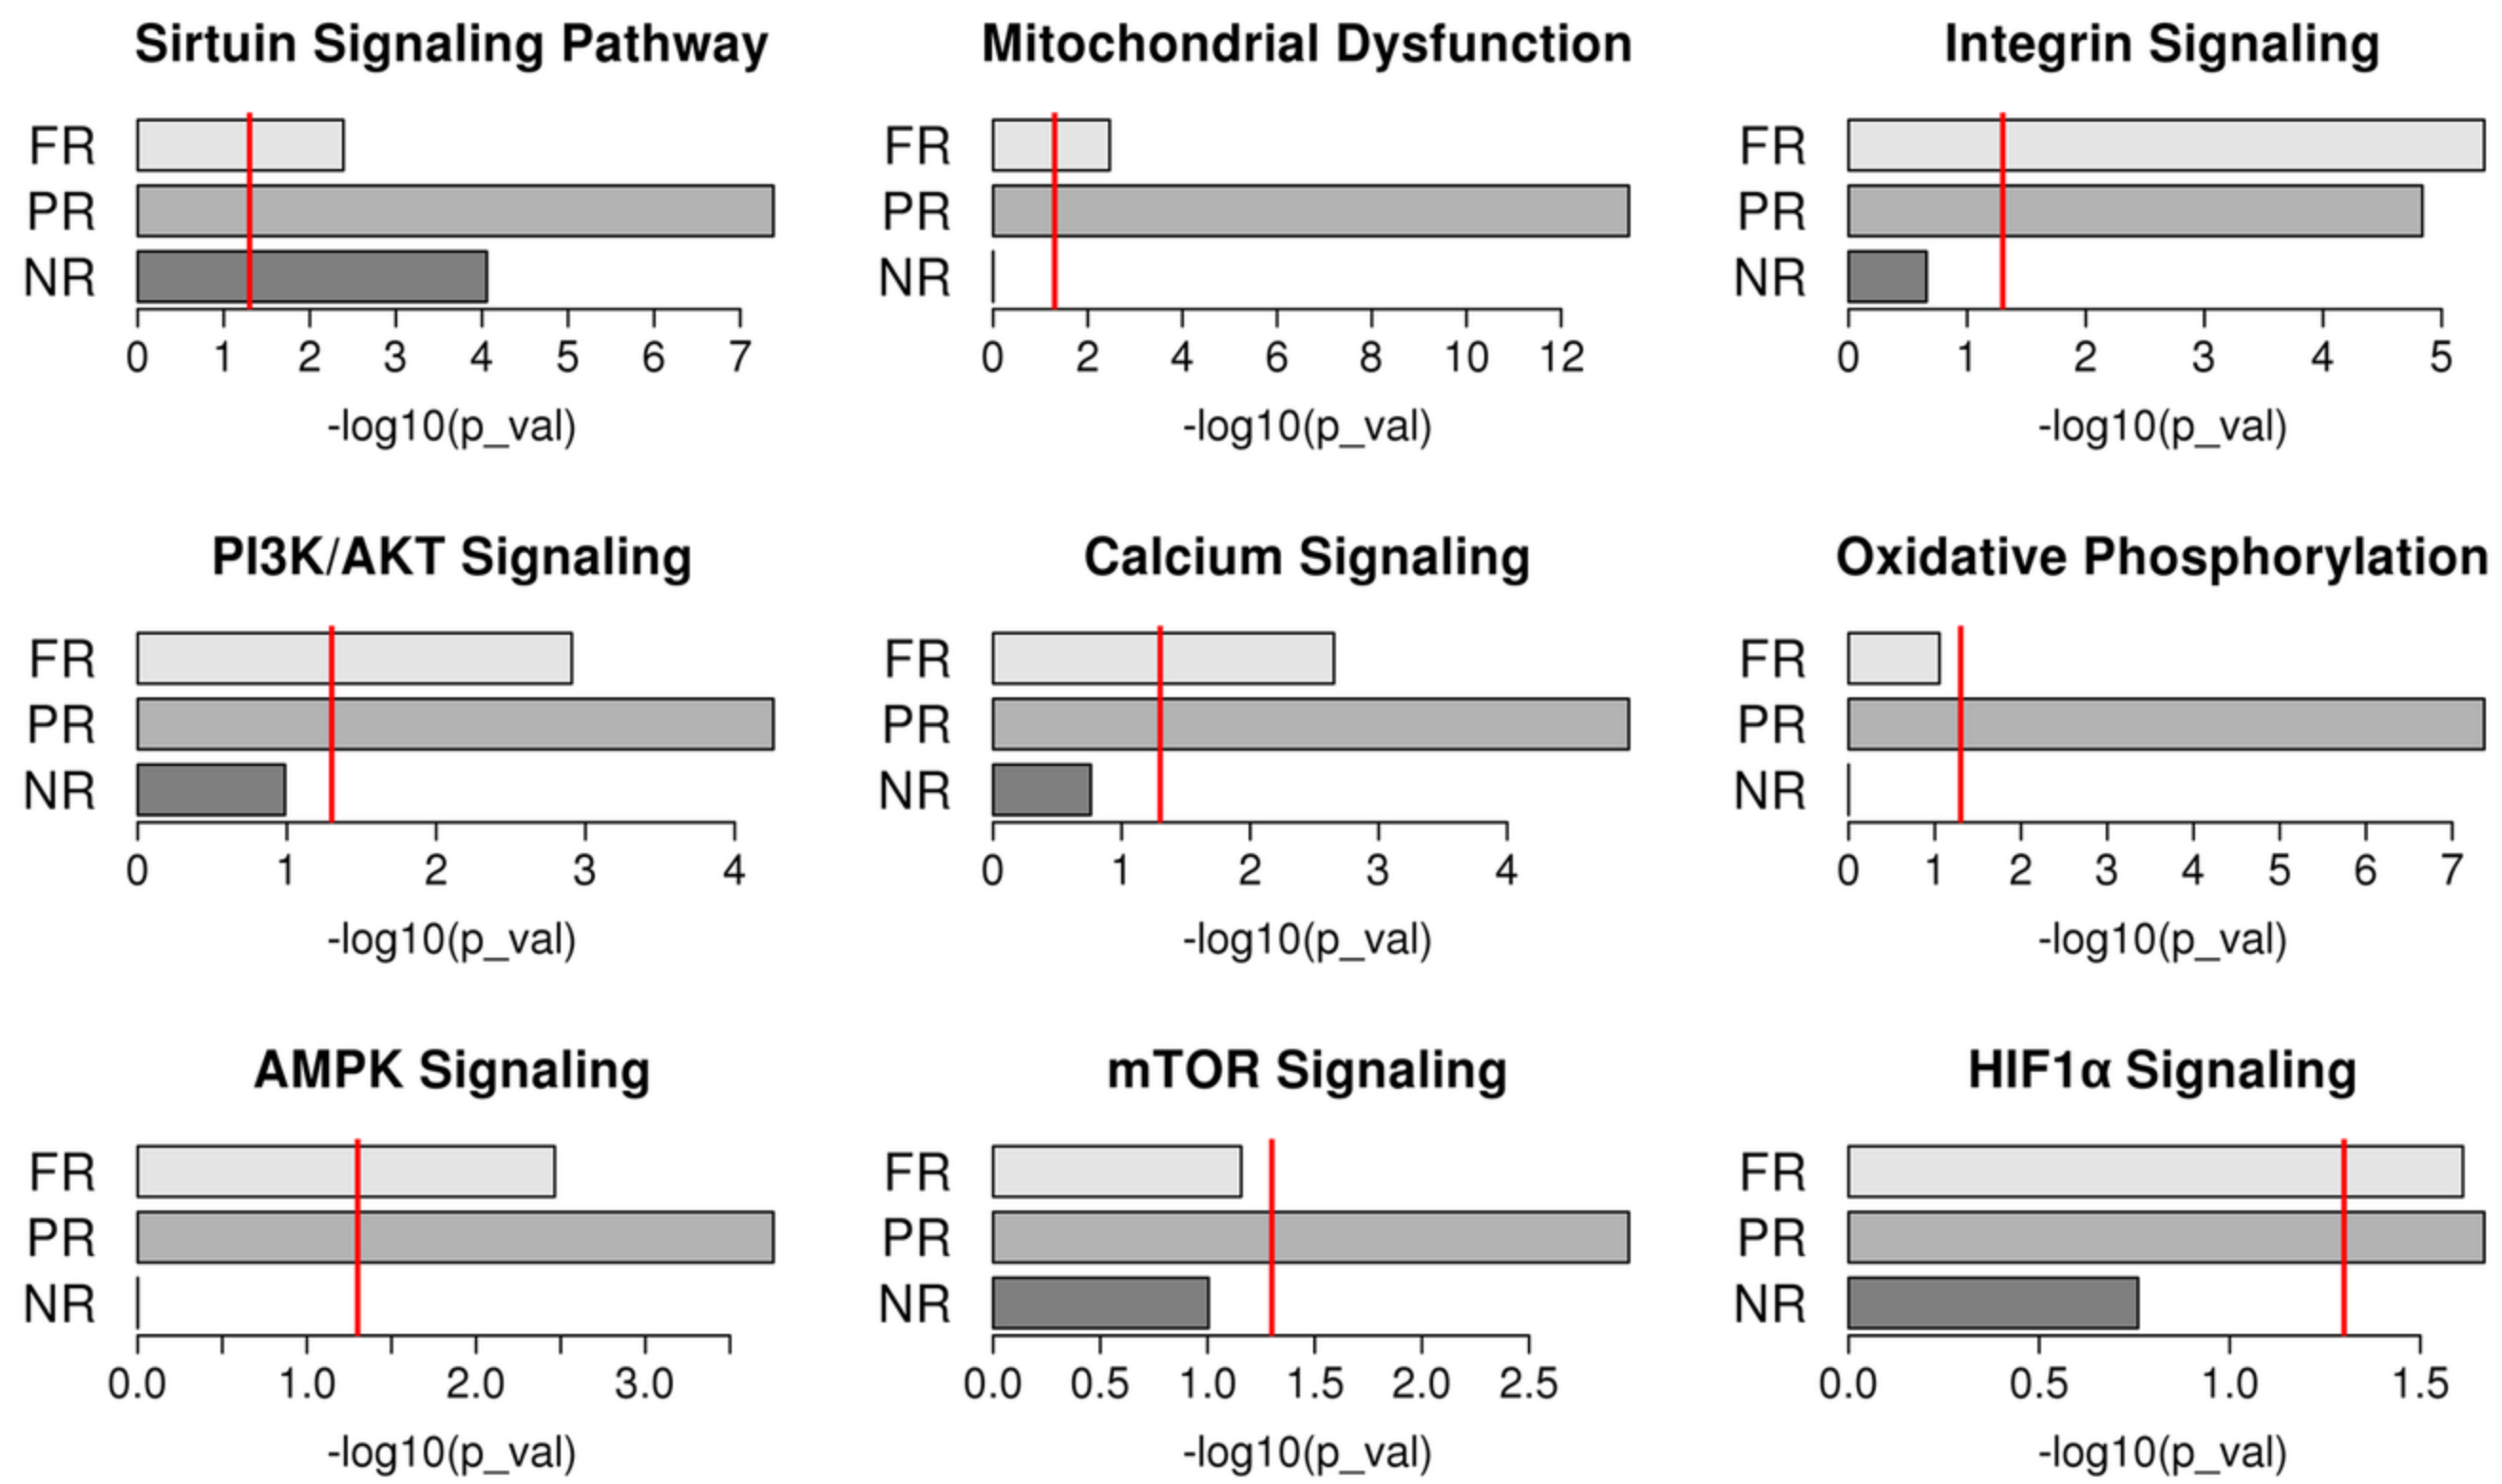 Sirtuin Signaling Pathway
FR
PR
NR
0 1 2 3 4 5 6 7
-log10(p_val)
Mitochondrial Dysfunction
FR
PR
NR
0 2 4 6 8 10 12
-log10(p_val)
Integrin Signaling
FR
PR
NR
0 1 2 3 4 5
-log10(p_val)
PI3K/AKT Signaling
FR
PR
NR
0 1 2 3 4
-log10(p_val)
Calcium Signaling
FR
PR
NR
0 1 2 3 4
-log10(p_val)
Oxidative Phosphorylation
FR
PR
NR
0 1 2 3 4 5 6 7
-log10(p_val)
AMPK Signaling
FR
PR
NR
0.0 1.0 2.0 3.0
-log10(p_val)
mTOR Signaling
FR
PR
NR
0.0 0.5 1.0 1.5 2.0 2.5
-log10(p_val)
HIF1α Signaling
FR
PR
NR
0.0 0.5 1.0 1.5
-log10(p_val)